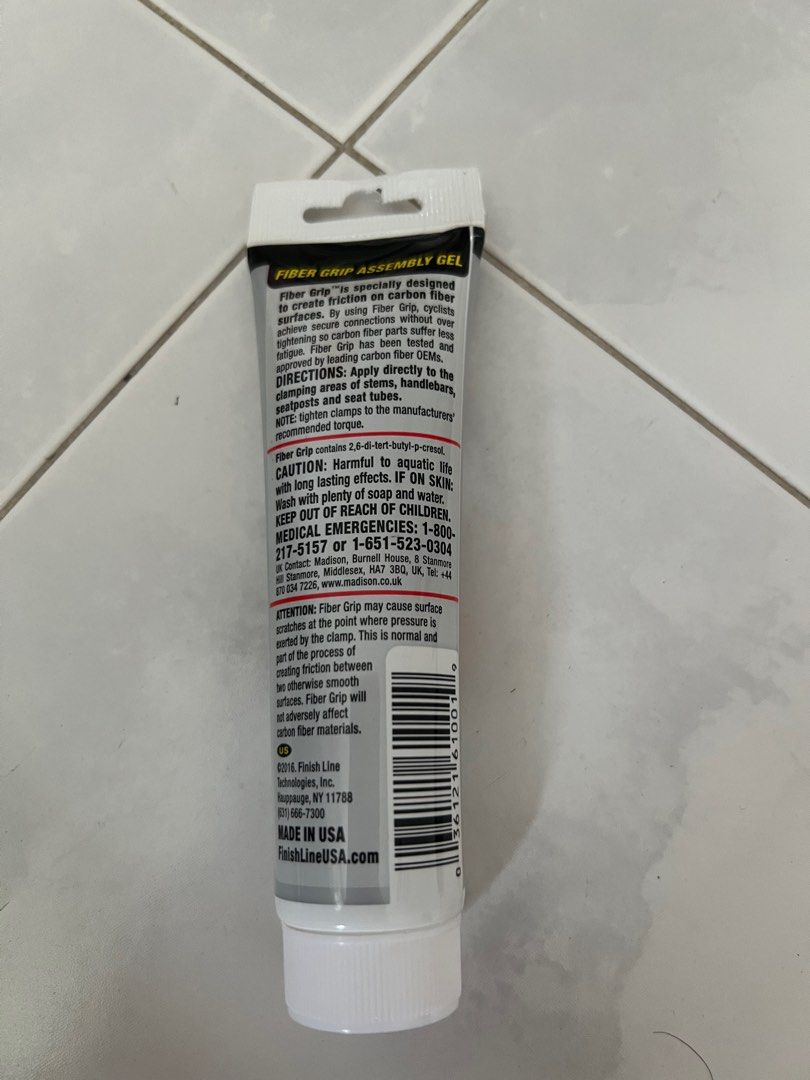 FIBER GRIP ASSEMBLY GEL
Fiber Grip™ is specially designed
to create friction on carbon fiber
surfaces. By using Fiber Grip, cyclists
achieve secure connections without over
tightening so carbon fiber parts suffer less
fatigue. Fiber Grip has been tested and
approved by leading carbon fiber OEMs.
DIRECTIONS: Apply directly to the
clamping areas of stems, handlebars,
seatposts and seat tubes.
NOTE: tighten clamps to the manufacturers'
recommended torque.
Fiber Grip contains 2,6-di-tert-butyl-p-cresol.
CAUTION: Harmful to aquatic life
with long lasting effects. IF ON SKIN:
Wash with plenty of soap and water.
KEEP OUT OF REACH OF CHILDREN.
MEDICAL EMERGENCIES: 1-800-
217-5157 or 1-651-523-0304
UK Contact: Madison, Burnell House, 8 Stanmore
Hill Stanmore, Middlesex, HA7 3BQ, UK, Tel: +44
870 034 7226, www.madison.co.uk
ATTENTION: Fiber Grip may cause surface
scratches at the point where pressure is
exerted by the clamp. This is normal and
part of the process of
creating friction between
two otherwise smooth
surfaces. Fiber Grip will
not adversely affect
carbon fiber materials.
US
©2016. Finish Line
Technologies, Inc.
Hauppauge, NY 11788
(631) 666-7300
MADE IN USA
FinishLineUSA.com
0 36121 61001 9